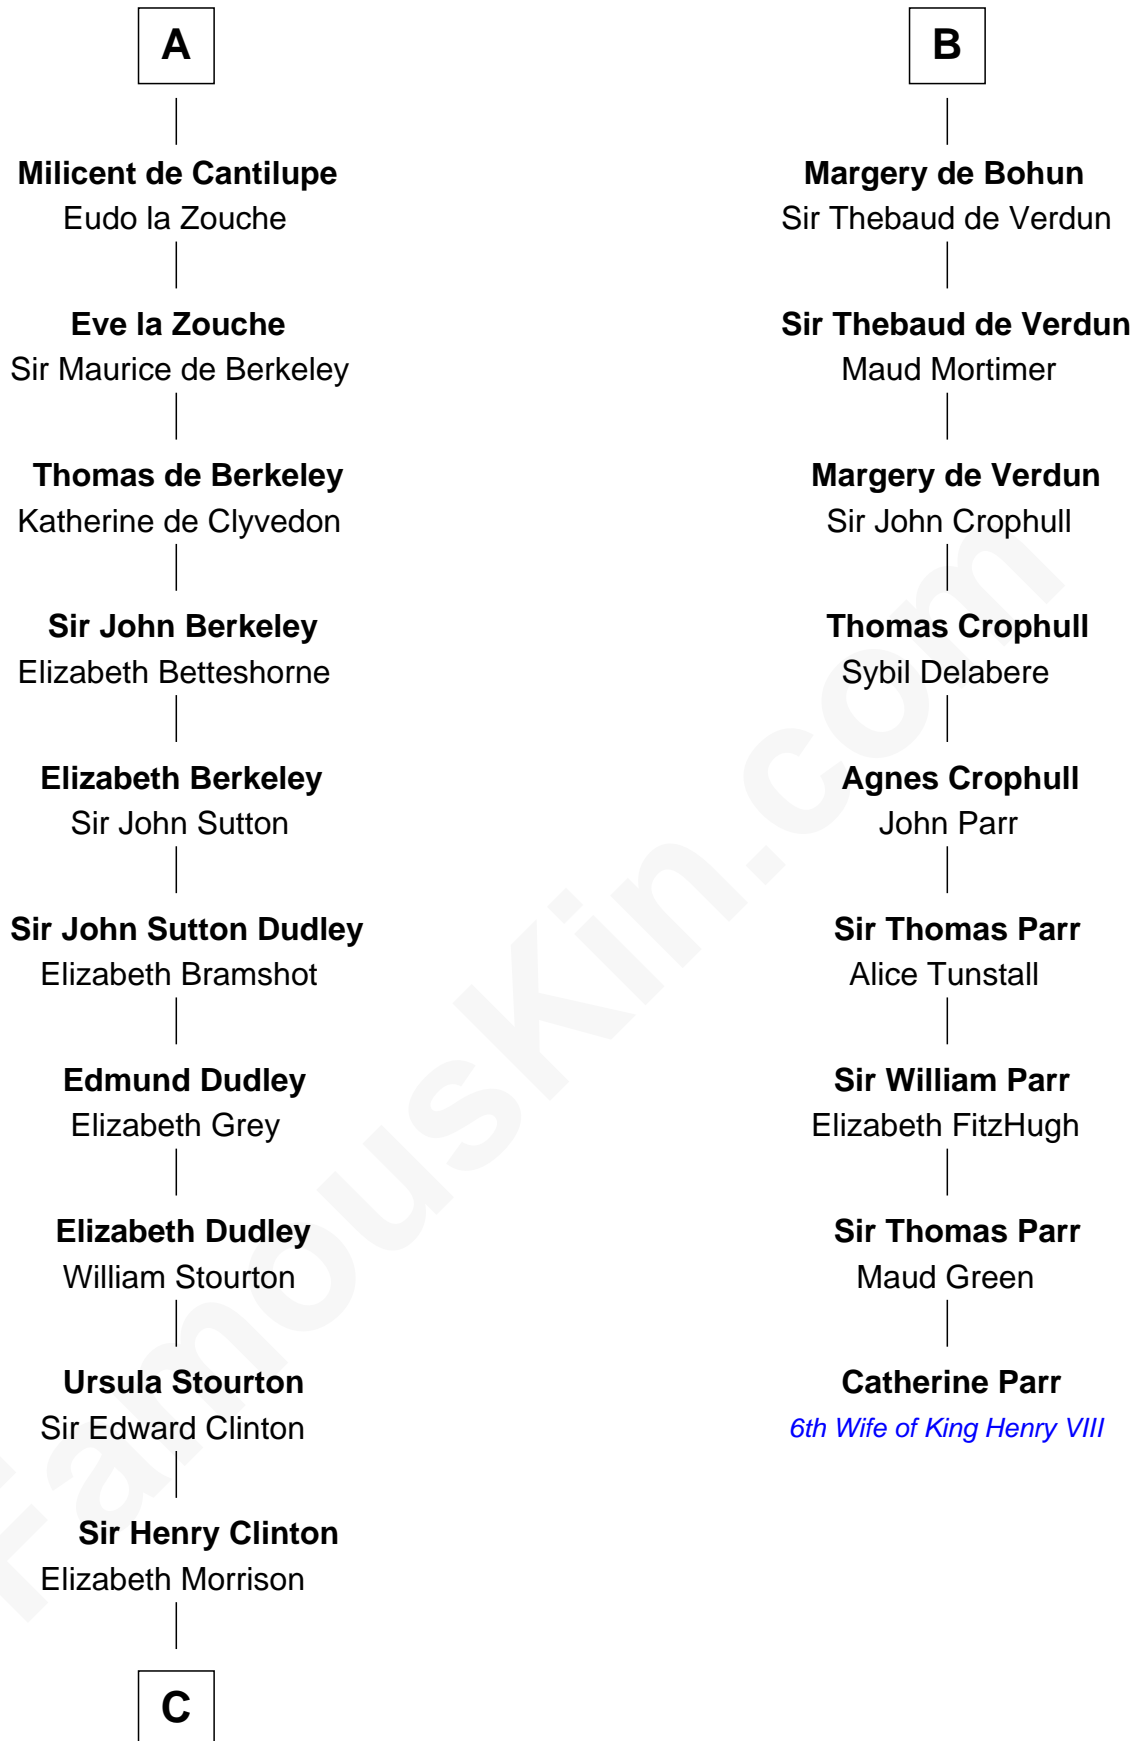 A
Milicent de Cantilupe
Eudo la Zouche
Eve la Zouche
Sir Maurice de Berkeley
Thomas de Berkeley
Katherine de Clyvedon
Sir John Berkeley
Elizabeth Betteshorne
Elizabeth Berkeley
Sir John Sutton
Sir John Sutton Dudley
Elizabeth Bramshot
Edmund Dudley
Elizabeth Grey
Elizabeth Dudley
William Stourton
Ursula Stourton
Sir Edward Clinton
Sir Henry Clinton
Elizabeth Morrison
C
B
Margery de Bohun
Sir Thebaud de Verdun
Sir Thebaud de Verdun
Maud Mortimer
Margery de Verdun
Sir John Crophull
Thomas Crophull
Sybil Delabere
Agnes Crophull
John Parr
Sir Thomas Parr
Alice Tunstall
Sir William Parr
Elizabeth FitzHugh
Sir Thomas Parr
Maud Green
Catherine Parr
6th Wife of King Henry VIII
FamousKin.com